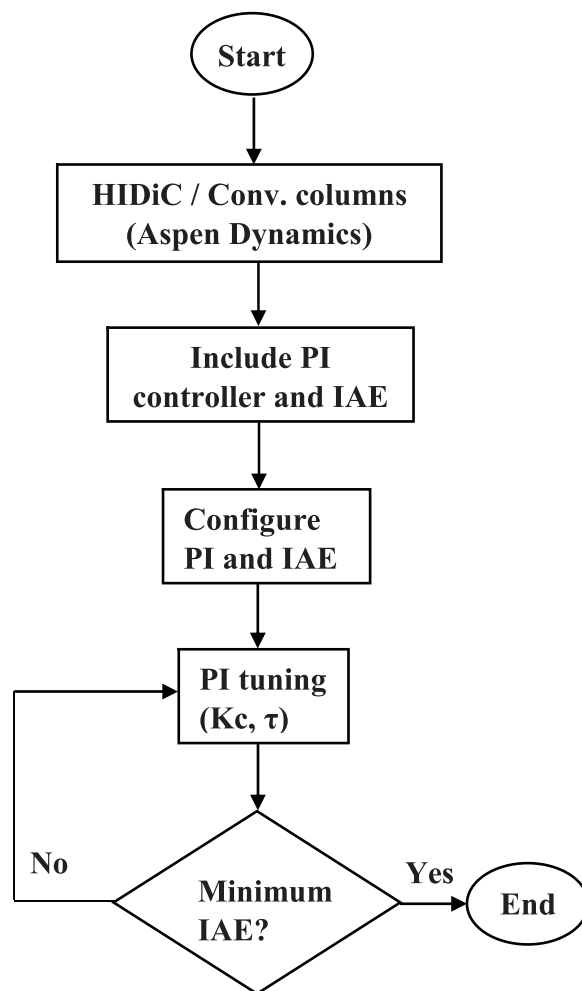 Start
HIDiC / Conv. columns
(Aspen Dynamics)
Include PI
controller and IAE
Configure
PI and IAE
PI tuning
(Kc, τ)
No
Yes
Minimum
IAE?
End